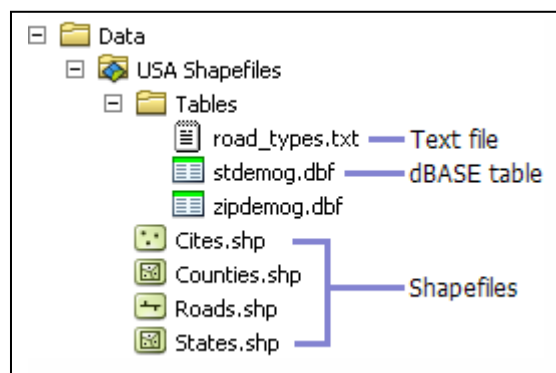 Data
USA Shapefiles
Tables
road_types.txt Text file
stdemog.dbf dBASE table
zipdemog.dbf
Cites.shp
Counties.shp
Shapefiles
Roads.shp
States.shp